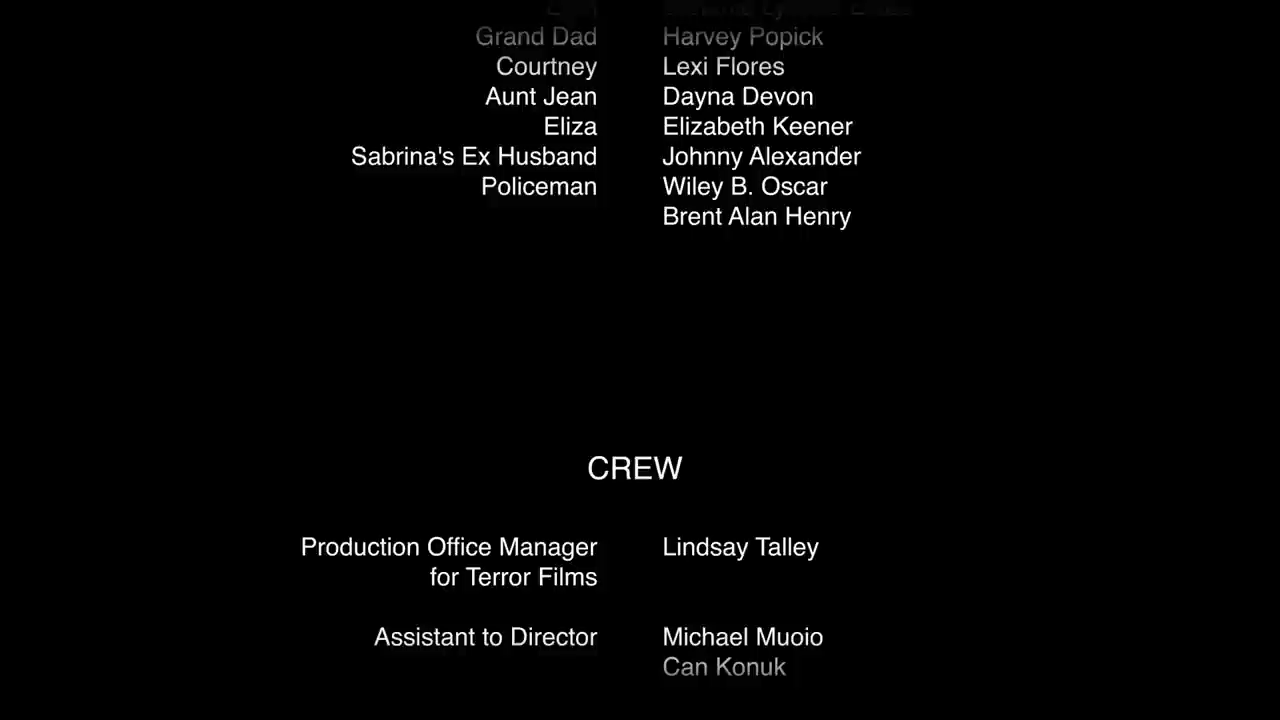 Grand Dad Harvey Popick
Courtney Lexi Flores
Aunt Jean Dayna Devon
Eliza Elizabeth Keener
Sabrina's Ex Husband Johnny Alexander
Policeman Wiley B. Oscar
Brent Alan Henry
CREW
Production Office Manager Lindsay Talley
for Terror Films
Assistant to Director Michael Muoio
Can Konuk